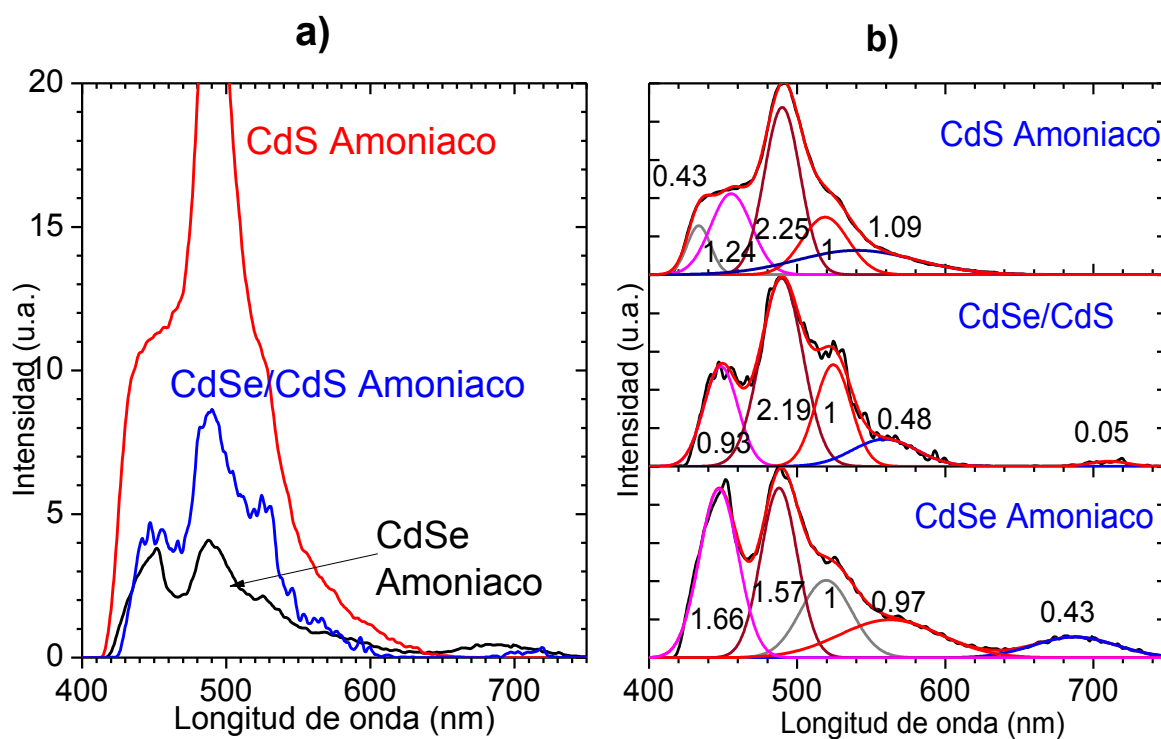 a)
20
15
10
5
0
Intensidad (u.a.)
CdS Amoniaco
CdSe/CdS Amoniaco
CdSe
Amoniaco
400
500
600
700
Longitud de onda (nm)
b)
Intensidad (u.a.)
CdS Amoniaco
0.43
1.24
2.25
1
1.09
CdSe/CdS
0.93
2.19
1
0.48
0.05
CdSe Amoniaco
1.66
1.57
1
0.97
0.43
400
500
600
700
Longitud de onda (nm)